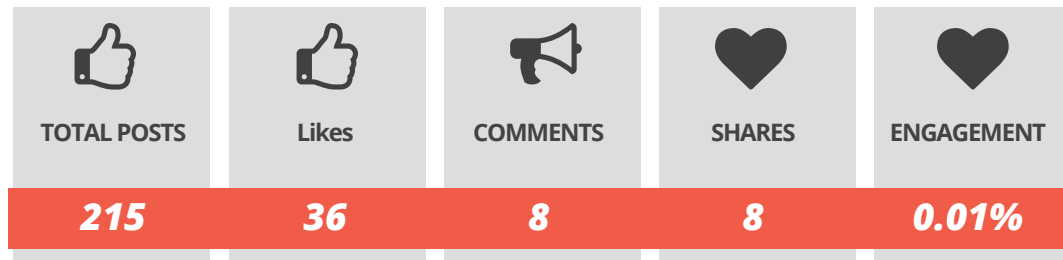 TOTAL POSTS
Likes
COMMENTS
SHARES
ENGAGEMENT
215
36
8
8
0.01%